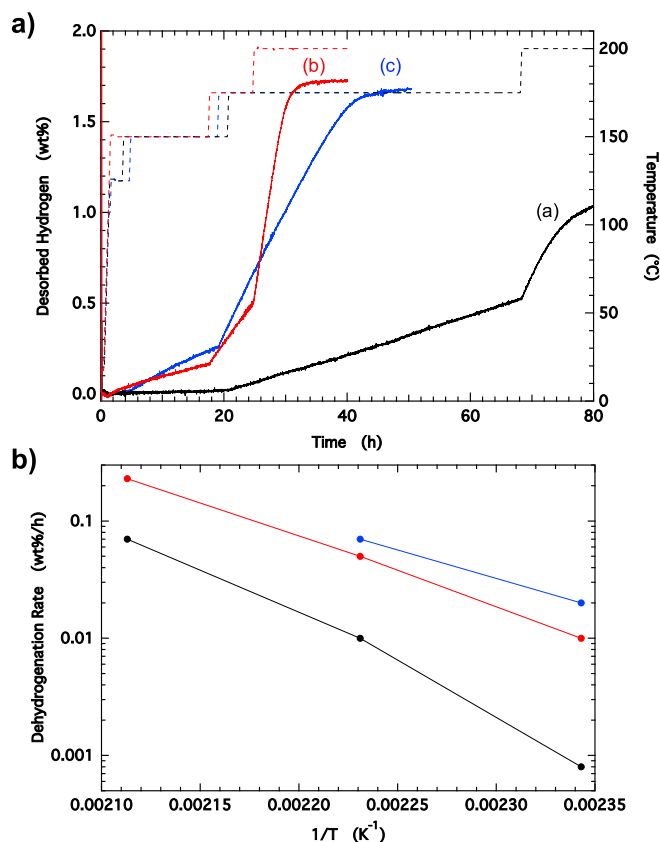 a)
2.0
1.5
1.0
0.5
0.0
Desorbed Hydrogen (wt%)
(b)
(c)
(a)
200
150
100
50
0
Temperature (°C)
0
20
40
60
80
Time (h)
b)
0.1
0.01
0.001
Dehydrogenation Rate (wt%/h)
0.00210
0.00215
0.00220
0.00225
0.00230
0.00235
1/T (K⁻¹)